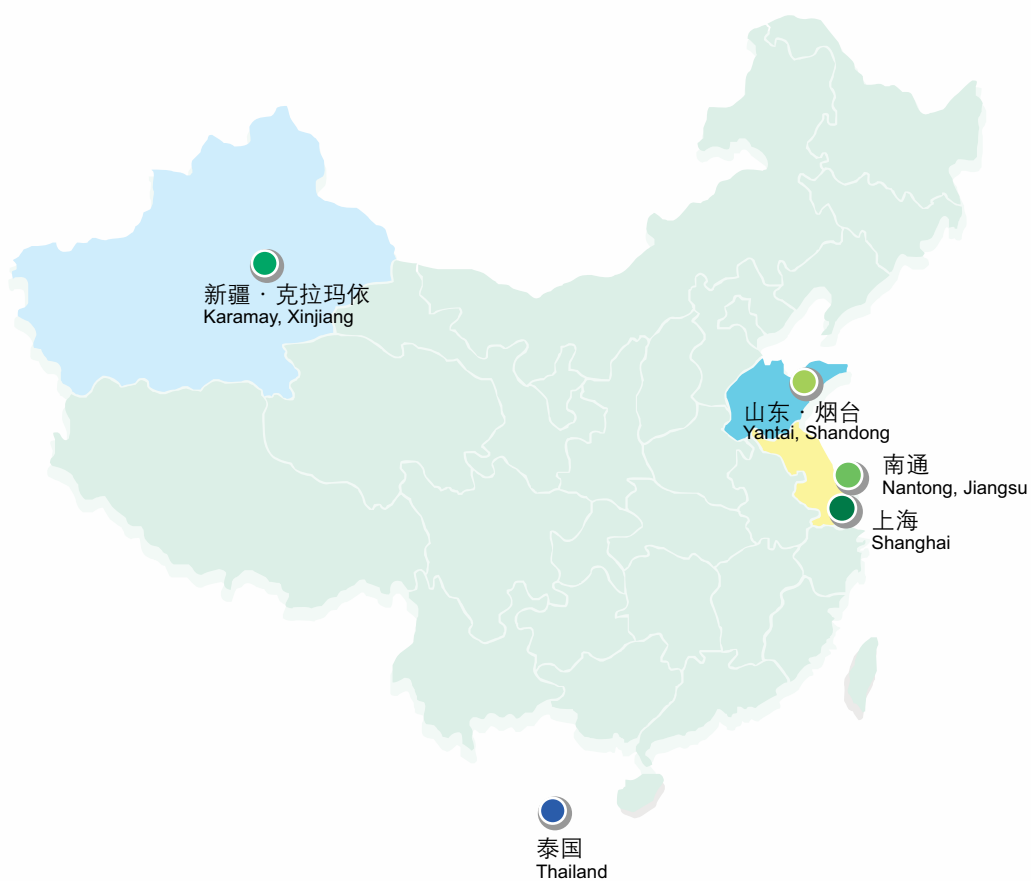 新疆·克拉玛依
Karamay, Xinjiang
山东·烟台
Yantai, Shandong
南通
Nantong, Jiangsu
上海
Shanghai
泰国
Thailand